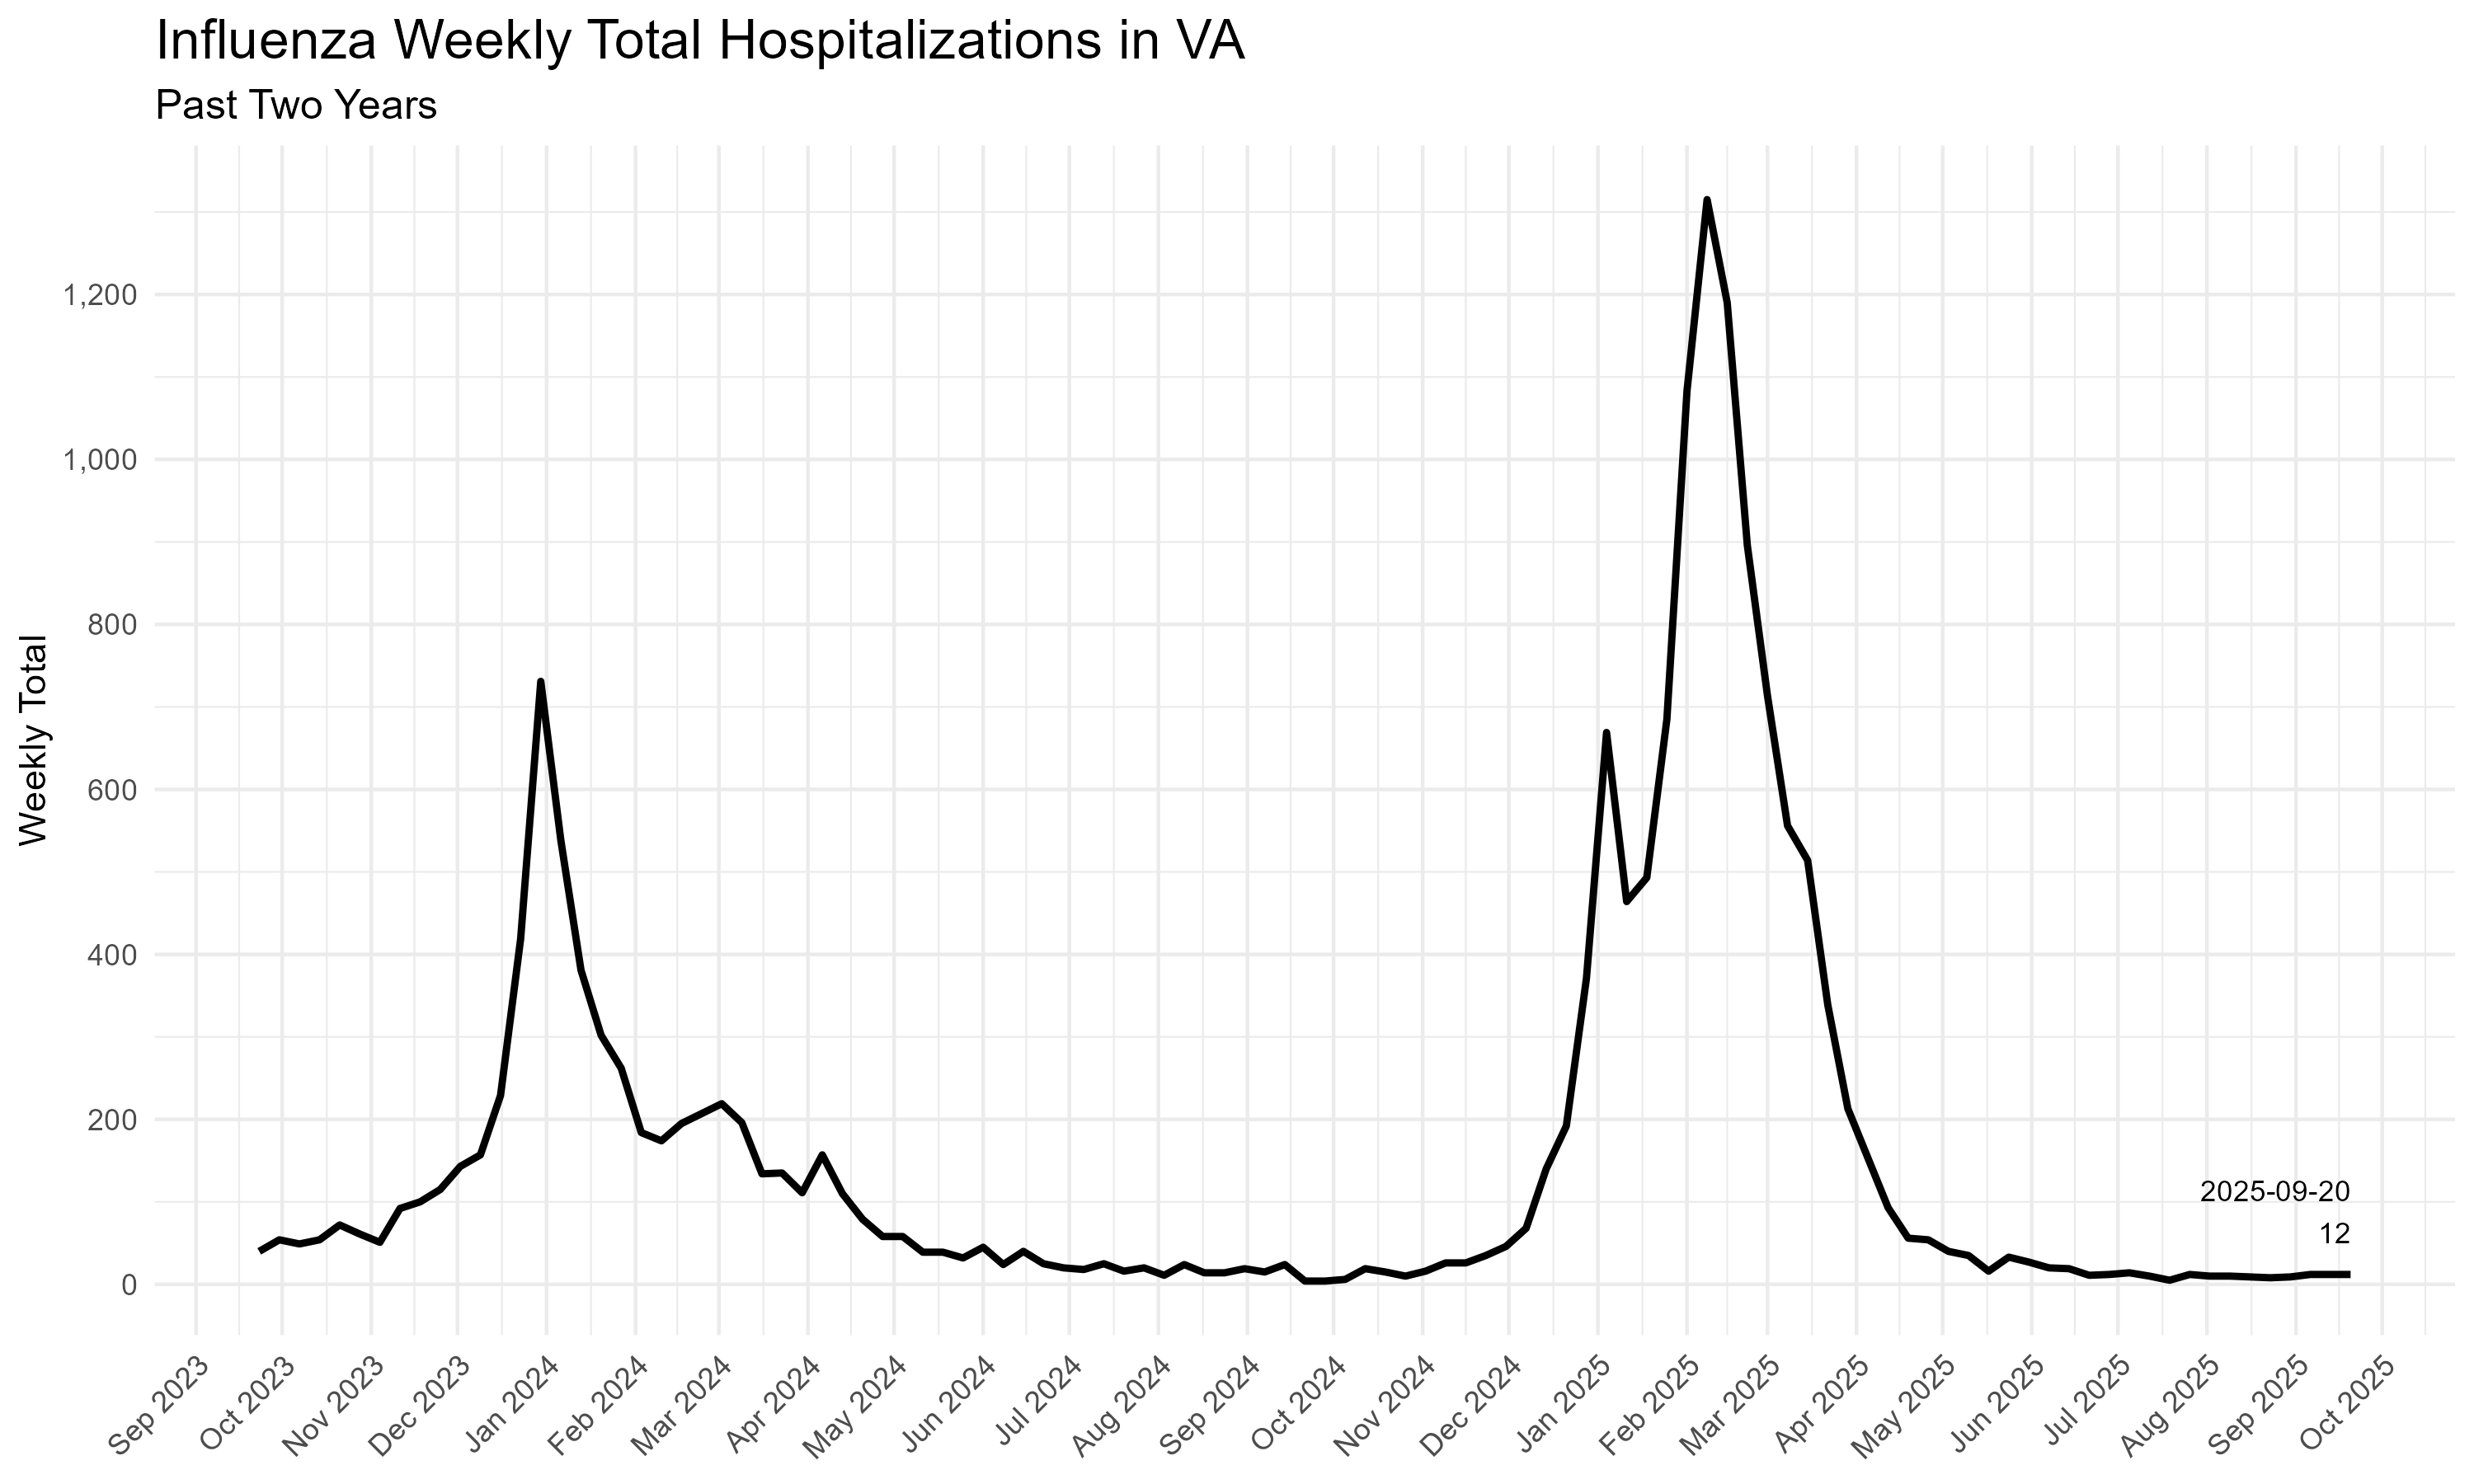 Influenza Weekly Total Hospitalizations in VA
Past Two Years
Weekly Total
1,200
1,000
800
600
400
200
0
2025-09-20
12
Sep 2023
Oct 2023
Nov 2023
Dec 2023
Jan 2024
Feb 2024
Mar 2024
Apr 2024
May 2024
Jun 2024
Jul 2024
Aug 2024
Sep 2024
Oct 2024
Nov 2024
Dec 2024
Jan 2025
Feb 2025
Mar 2025
Apr 2025
May 2025
Jun 2025
Jul 2025
Aug 2025
Sep 2025
Oct 2025